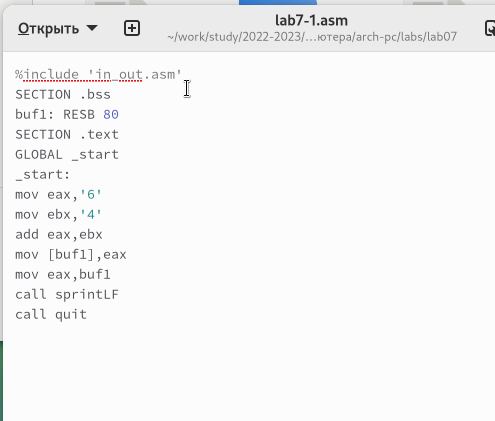 lab7-1.asm
Открыть
~/work/study/2022-2023/…ютера/arch-pc/labs/lab07
%include 'in_out.asm'
SECTION .bss
buf1: RESB 80
SECTION .text
GLOBAL _start
_start:
mov eax,'6'
mov ebx,'4'
add eax,ebx
mov [buf1],eax
mov eax,buf1
call sprintLF
call quit